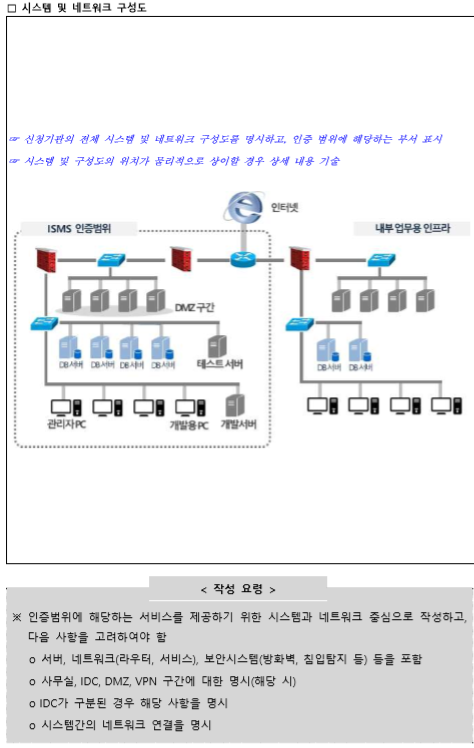 □ 시스템 및 네트워크 구성도
☞ 신청기관의 전체 시스템 및 네트워크 구성도를 명시하고, 인증 범위에 해당하는 부서 표시
☞ 시스템 및 구성도의 위치가 물리적으로 상이할 경우 상세 내용 기술
인터넷
ISMS 인증범위
내부 업무용 인프라
DMZ 구간
DB서버 DB서버 DB서버 DB서버 테스트 서버
DB서버 DB서버
관리자 PC 개발용 PC 개발서버
< 작성 요령 >
※ 인증범위에 해당하는 서비스를 제공하기 위한 시스템과 네트워크 중심으로 작성하고,
다음 사항을 고려하여야 함
o 서버, 네트워크(라우터, 서비스), 보안시스템(방화벽, 침입탐지 등) 등을 포함
o 사무실, IDC, DMZ, VPN 구간에 대한 명시(해당 시)
o IDC가 구분된 경우 해당 사항을 명시
o 시스템간의 네트워크 연결을 명시